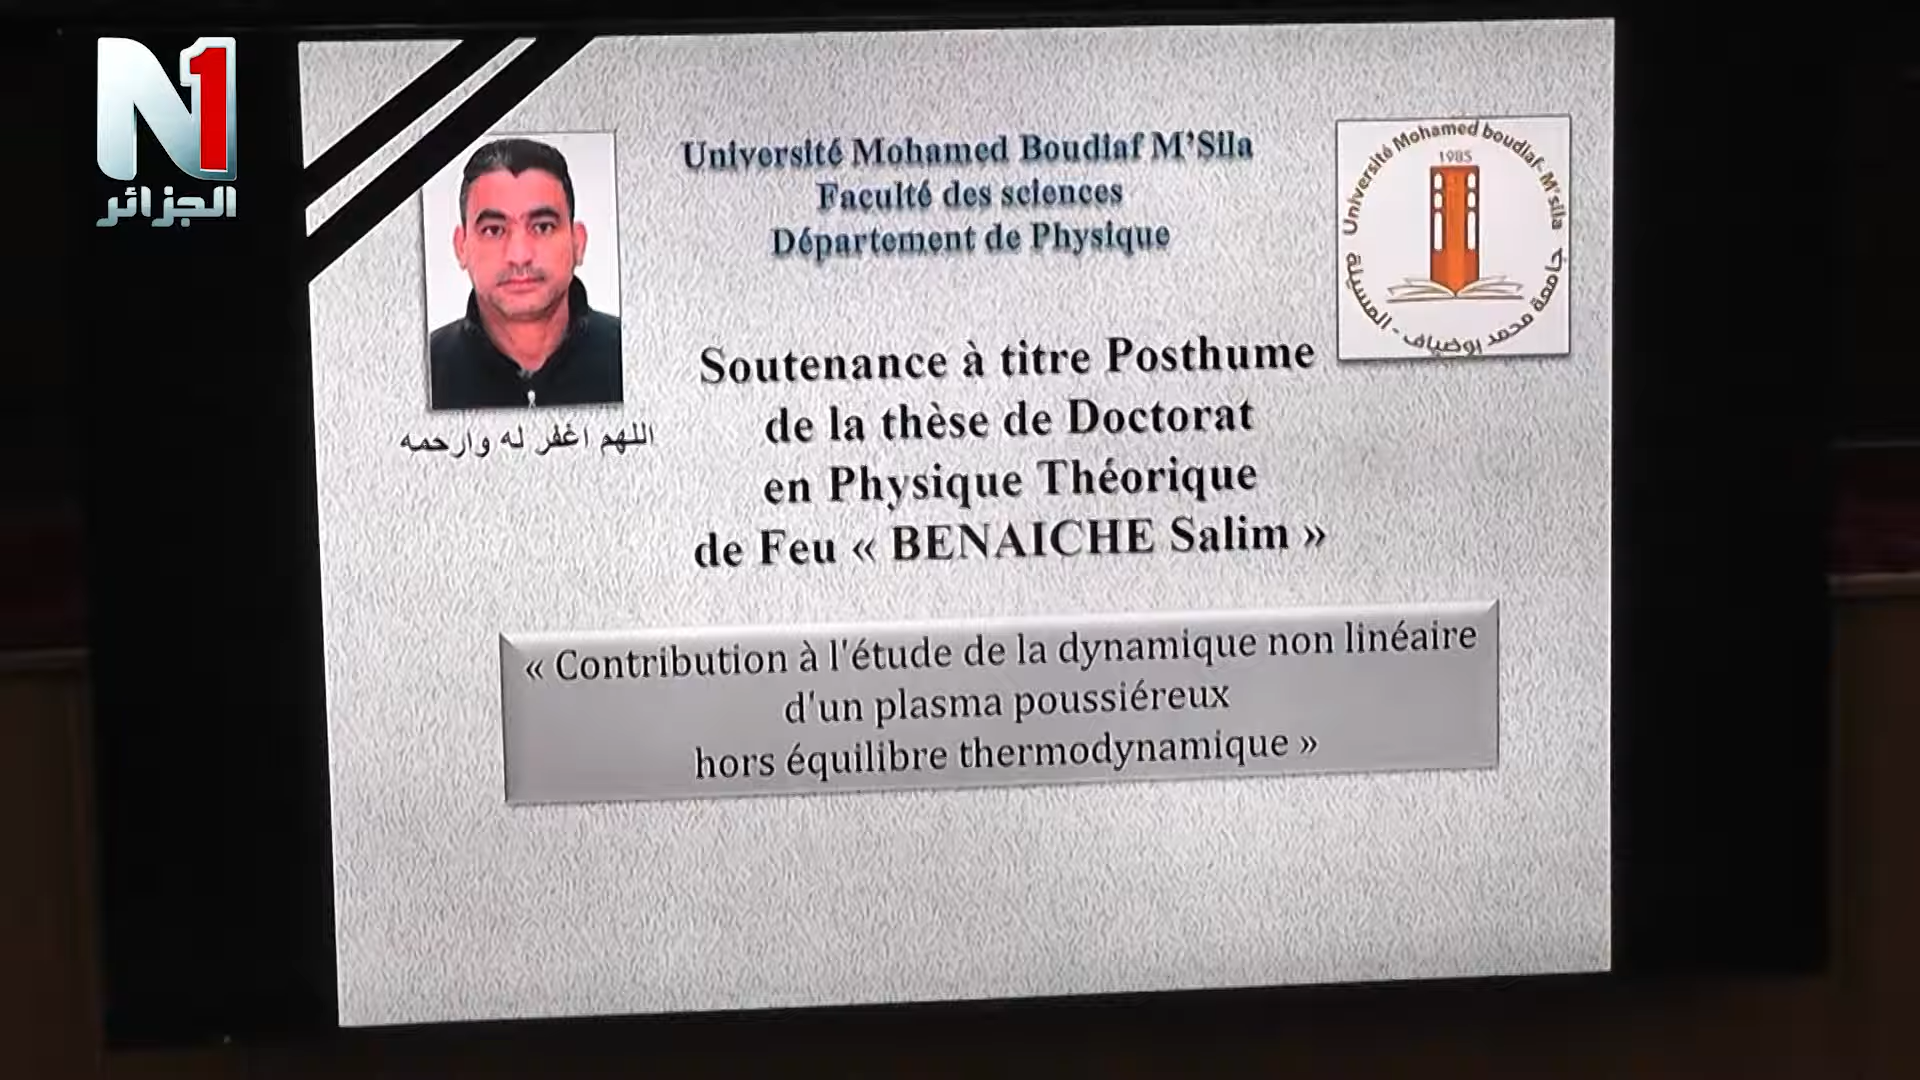 N1
الجزائر
Université Mohamed Boudiaf M'Sila
Faculté des sciences
Département de Physique
Université Mohamed boudiaf- M'sila
1985
جامعة محمد بوضياف - المسيلة
اللهم اغفر له وارحمه
Soutenance à titre Posthume
de la thèse de Doctorat
en Physique Théorique
de Feu « BENAICHE Salim »
« Contribution à l'étude de la dynamique non linéaire
d'un plasma poussiéreux
hors équilibre thermodynamique »